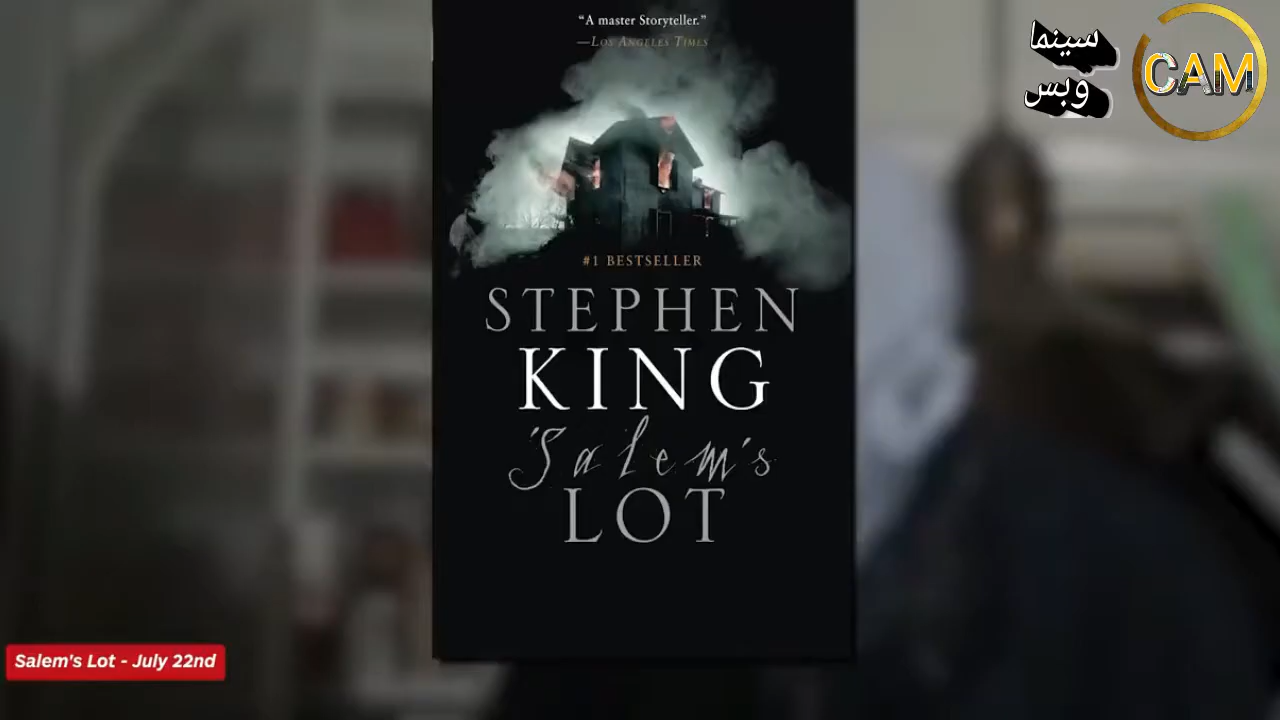 "A master Storyteller."
—LOS ANGELES TIMES
سينما
وبس
CAM
#1 BESTSELLER
STEPHEN
KING
'Salem's
LOT
Salem's Lot - July 22nd